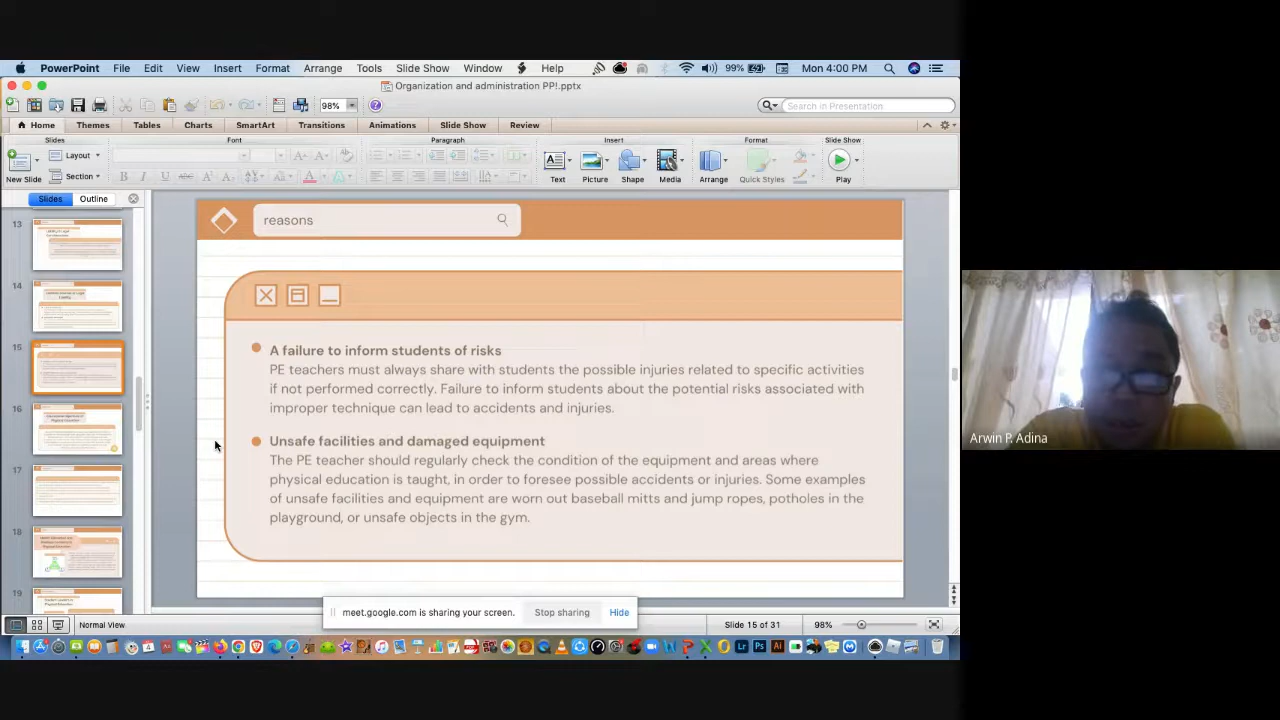 PowerPoint File Edit View Insert Format Arrange Tools Slide Show Window Help 99% Mon 4:00 PM
Organization and administration PP!.pptx
98% Search in Presentation
Home Themes Tables Charts SmartArt Transitions Animations Slide Show Review
Slides Font Paragraph Insert Format Slide Show
New Slide Layout Section Text Picture Shape Media Arrange Quick Styles Play
Slides Outline
reasons
A failure to inform students of risks
PE teachers must always share with students the possible injuries related to specific activities
if not performed correctly. Failure to inform students about the potential risks associated with
improper technique can lead to accidents and injuries.
Unsafe facilities and damaged equipment
The PE teacher should regularly check the condition of the equipment and areas where
physical education is taught, in order to foresee possible accidents or injuries. Some examples
of unsafe facilities and equipment are worn out baseball mitts and jump ropes, potholes in the
playground, or unsafe objects in the gym.
13
14
15
16
17
18
19
meet.google.com is sharing your screen. Stop sharing Hide
Normal View Slide 15 of 31 98%
Arwin P. Adina